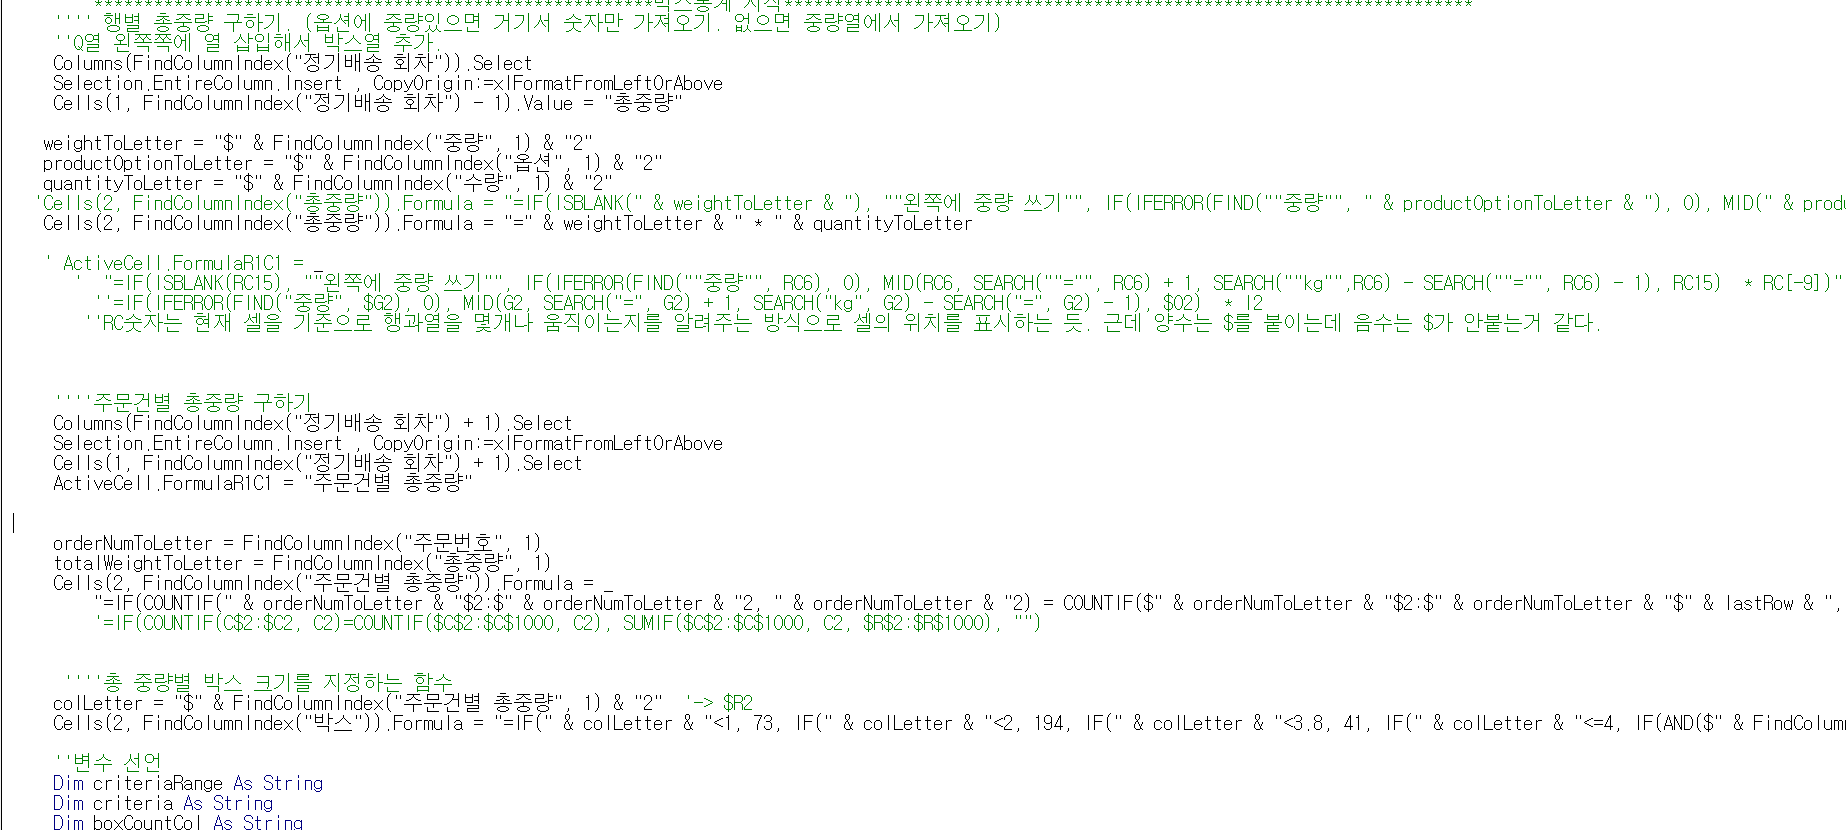 ********************************************************박스통계 시작*********************************************************************
'''' 행별 총중량 구하기. (옵션에 중량있으면 거기서 숫자만 가져오기. 없으면 중량열에서 가져오기)
''Q열 왼쪽쪽에 열 삽입해서 박스열 추가.
Columns(FindColumnIndex("정기배송 회차")).Select
Selection.EntireColumn.Insert , CopyOrigin:=xlFormatFromLeftOrAbove
Cells(1, FindColumnIndex("정기배송 회차") - 1).Value = "총중량"
weightToLetter = "$" & FindColumnIndex("중량", 1) & "2"
productOptionToLetter = "$" & FindColumnIndex("옵션", 1) & "2"
quantityToLetter = "$" & FindColumnIndex("수량", 1) & "2"
'Cells(2, FindColumnIndex("총중량")).Formula = "=IF(ISBLANK(" & weightToLetter & "), ""왼쪽에 중량 쓰기"", IF(IFERROR(FIND(""중량"", " & productOptionToLetter & "), 0), MID(" & produ
Cells(2, FindColumnIndex("총중량")).Formula = "=" & weightToLetter & " * " & quantityToLetter
' ActiveCell.FormulaR1C1 = _
'  "=IF(ISBLANK(RC15), ""왼쪽에 중량 쓰기"", IF(IFERROR(FIND(""중량"", RC6), 0), MID(RC6, SEARCH(""="", RC6) + 1, SEARCH(""kg"",RC6) - SEARCH(""="", RC6) - 1), RC15)  * RC[-9])"
''=IF(IFERROR(FIND("중량", $G2), 0), MID(G2, SEARCH("=", G2) + 1, SEARCH("kg", G2) - SEARCH("=", G2) - 1), $O2)  * I2
''RC숫자는 현재 셀을 기준으로 행과열을 몇개나 움직이는지를 알려주는 방식으로 셀의 위치를 표시하는 듯. 근데 양수는 $를 붙이는데 음수는 $가 안붙는거 같다.
''''주문건별 총중량 구하기
Columns(FindColumnIndex("정기배송 회차") + 1).Select
Selection.EntireColumn.Insert , CopyOrigin:=xlFormatFromLeftOrAbove
Cells(1, FindColumnIndex("정기배송 회차") + 1).Select
ActiveCell.FormulaR1C1 = "주문건별 총중량"
orderNumToLetter = FindColumnIndex("주문번호", 1)
totalWeightToLetter = FindColumnIndex("총중량", 1)
Cells(2, FindColumnIndex("주문건별 총중량")).Formula = _
"=IF(COUNTIF(" & orderNumToLetter & "$2:$" & orderNumToLetter & "2, " & orderNumToLetter & "2) = COUNTIF($" & orderNumToLetter & "$2:$" & orderNumToLetter & "$" & lastRow & ",
'=IF(COUNTIF(C$2:$C2, C2)=COUNTIF($C$2:$C$1000, C2), SUMIF($C$2:$C$1000, C2, $R$2:$R$1000), "")
''''총 중량별 박스 크기를 지정하는 함수
colLetter = "$" & FindColumnIndex("주문건별 총중량", 1) & "2"  '-> $R2
Cells(2, FindColumnIndex("박스")).Formula = "=IF(" & colLetter & "<1, 73, IF(" & colLetter & "<2, 194, IF(" & colLetter & "<3.8, 41, IF(" & colLetter & "<=4, IF(AND($" & FindColum
''변수 선언
Dim criteriaRange As String
Dim criteria As String
Dim boxCountCol As String